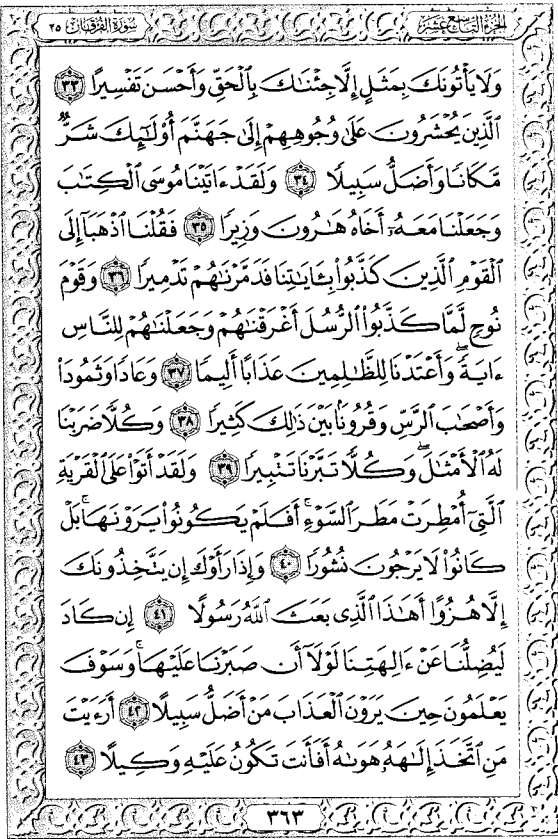 الجزء التاسع عشر
سورة الفرقان ٢٥
وَلَا يَأْتُونَكَ بِمَثَلٍ إِلَّا جِئْنَٰكَ بِٱلْحَقِّ وَأَحْسَنَ تَفْسِيرًا ٣٣
ٱلَّذِينَ يُحْشَرُونَ عَلَىٰ وُجُوهِهِمْ إِلَىٰ جَهَنَّمَ أُو۟لَٰٓئِكَ شَرٌّ
مَّكَانًا وَأَضَلُّ سَبِيلًا ٣٤ وَلَقَدْ ءَاتَيْنَا مُوسَى ٱلْكِتَٰبَ
وَجَعَلْنَا مَعَهُۥٓ أَخَاهُ هَٰرُونَ وَزِيرًا ٣٥ فَقُلْنَا ٱذْهَبَآ إِلَى
ٱلْقَوْمِ ٱلَّذِينَ كَذَّبُوا۟ بِـَٔايَٰتِنَا فَدَمَّرْنَٰهُمْ تَدْمِيرًا ٣٦ وَقَوْمَ
نُوحٍ لَّمَّا كَذَّبُوا۟ ٱلرُّسُلَ أَغْرَقْنَٰهُمْ وَجَعَلْنَٰهُمْ لِلنَّاسِ
ءَايَةً ۖ وَأَعْتَدْنَا لِلظَّٰلِمِينَ عَذَابًا أَلِيمًا ٣٧ وَعَادًا وَثَمُودَا۟
وَأَصْحَٰبَ ٱلرَّسِّ وَقُرُونًۢا بَيْنَ ذَٰلِكَ كَثِيرًا ٣٨ وَكُلًّا ضَرَبْنَا
لَهُ ٱلْأَمْثَٰلَ ۖ وَكُلًّا تَبَّرْنَا تَتْبِيرًا ٣٩ وَلَقَدْ أَتَوْا۟ عَلَى ٱلْقَرْيَةِ
ٱلَّتِىٓ أُمْطِرَتْ مَطَرَ ٱلسَّوْءِ ۚ أَفَلَمْ يَكُونُوا۟ يَرَوْنَهَا ۚ بَلْ
كَانُوا۟ لَا يَرْجُونَ نُشُورًا ٤٠ وَإِذَا رَأَوْكَ إِن يَتَّخِذُونَكَ
إِلَّا هُزُوًا أَهَٰذَا ٱلَّذِى بَعَثَ ٱللَّهُ رَسُولًا ٤١ إِن كَادَ
لَيُضِلُّنَا عَنْ ءَالِهَتِنَا لَوْلَآ أَن صَبَرْنَا عَلَيْهَا ۚ وَسَوْفَ
يَعْلَمُونَ حِينَ يَرَوْنَ ٱلْعَذَابَ مَنْ أَضَلُّ سَبِيلًا ٤٢ أَرَءَيْتَ
مَنِ ٱتَّخَذَ إِلَٰهَهُۥ هَوَىٰهُ أَفَأَنتَ تَكُونُ عَلَيْهِ وَكِيلًا ٤٣
٣٦٣